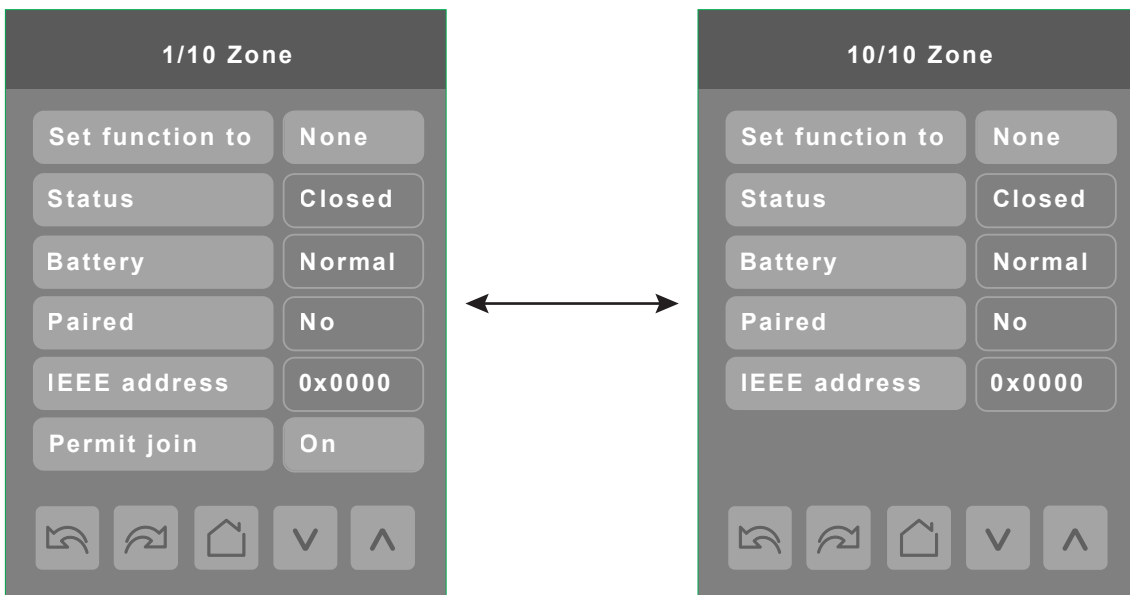 1/10 Zone
Set function to None
Status Closed
Battery Normal
Paired No
IEEE address 0x0000
Permit join On
10/10 Zone
Set function to None
Status Closed
Battery Normal
Paired No
IEEE address 0x0000